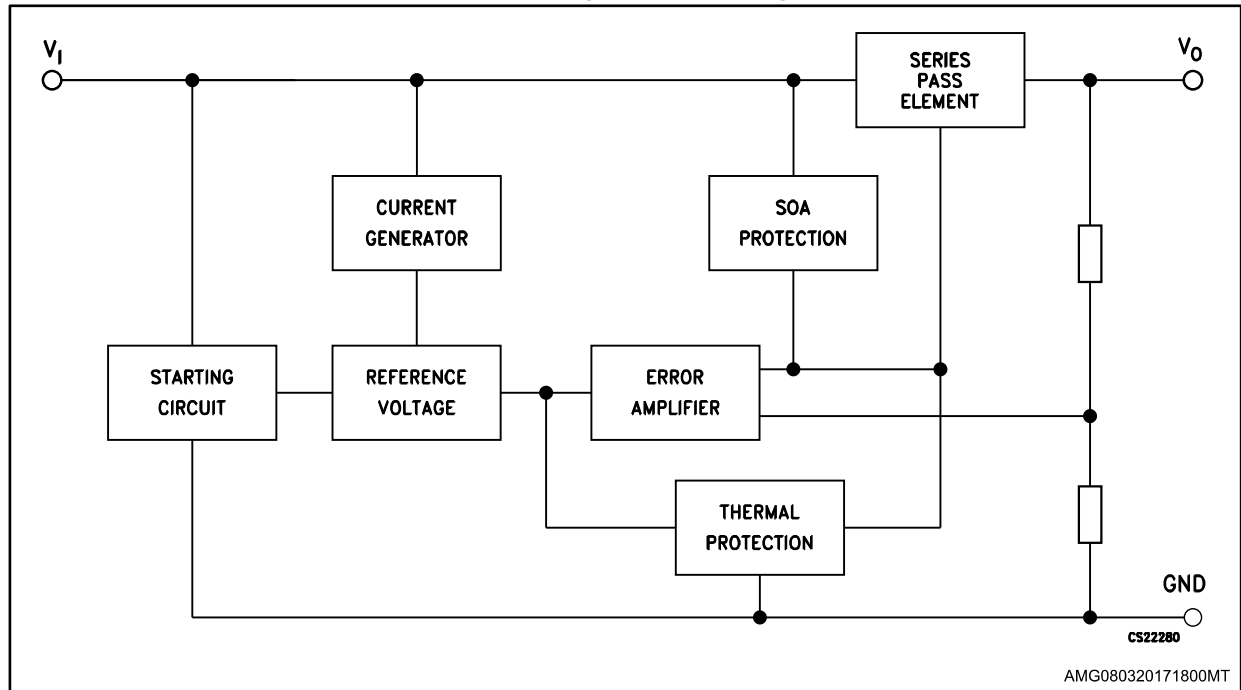 V_I
SERIES
PASS
ELEMENT
V_O
CURRENT
GENERATOR
SOA
PROTECTION
STARTING
CIRCUIT
REFERENCE
VOLTAGE
ERROR
AMPLIFIER
THERMAL
PROTECTION
GND
CS22280
AMG080320171800MT